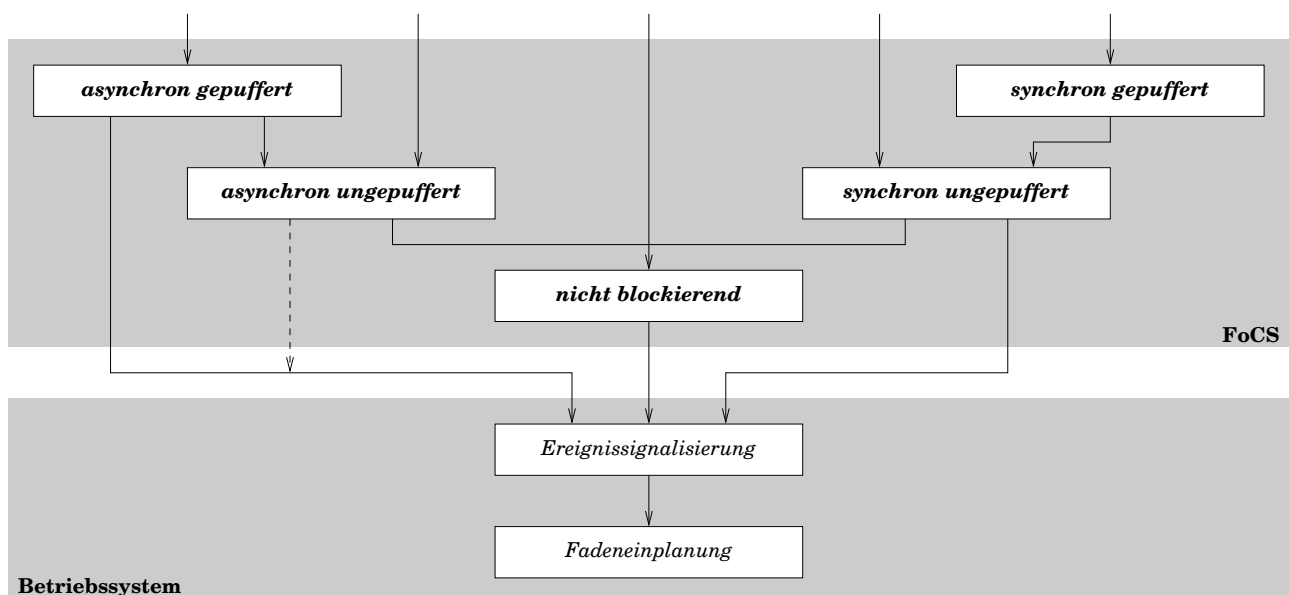 asynchron gepuffert
synchron gepuffert
asynchron ungepuffert
synchron ungepuffert
nicht blockierend
FoCS
Ereignissignalisierung
Fadeneinplanung
Betriebssystem